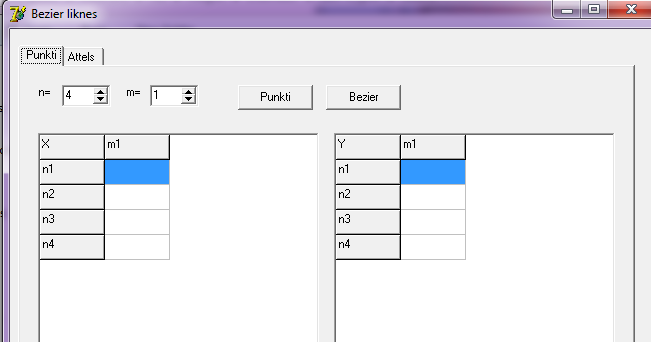 Bezier liknes
Punkti Attels
n= 4 m= 1 Punkti Bezier
X m1 Y m1
n1 n1
n2 n2
n3 n3
n4 n4